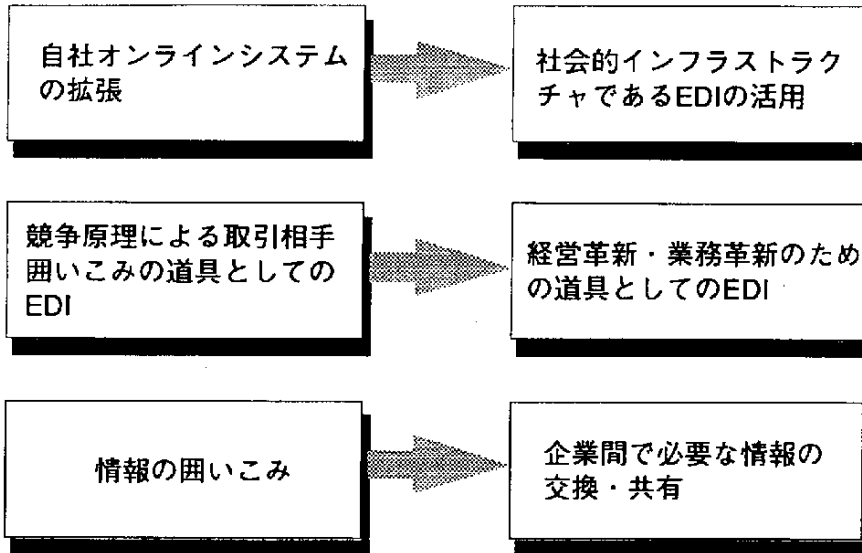 自社オンラインシステム
の拡張
社会的インフラストラク
チャであるEDIの活用
競争原理による取引相手
囲いこみの道具としての
EDI
経営革新・業務革新のため
の道具としてのEDI
情報の囲いこみ
企業間で必要な情報の
交換・共有